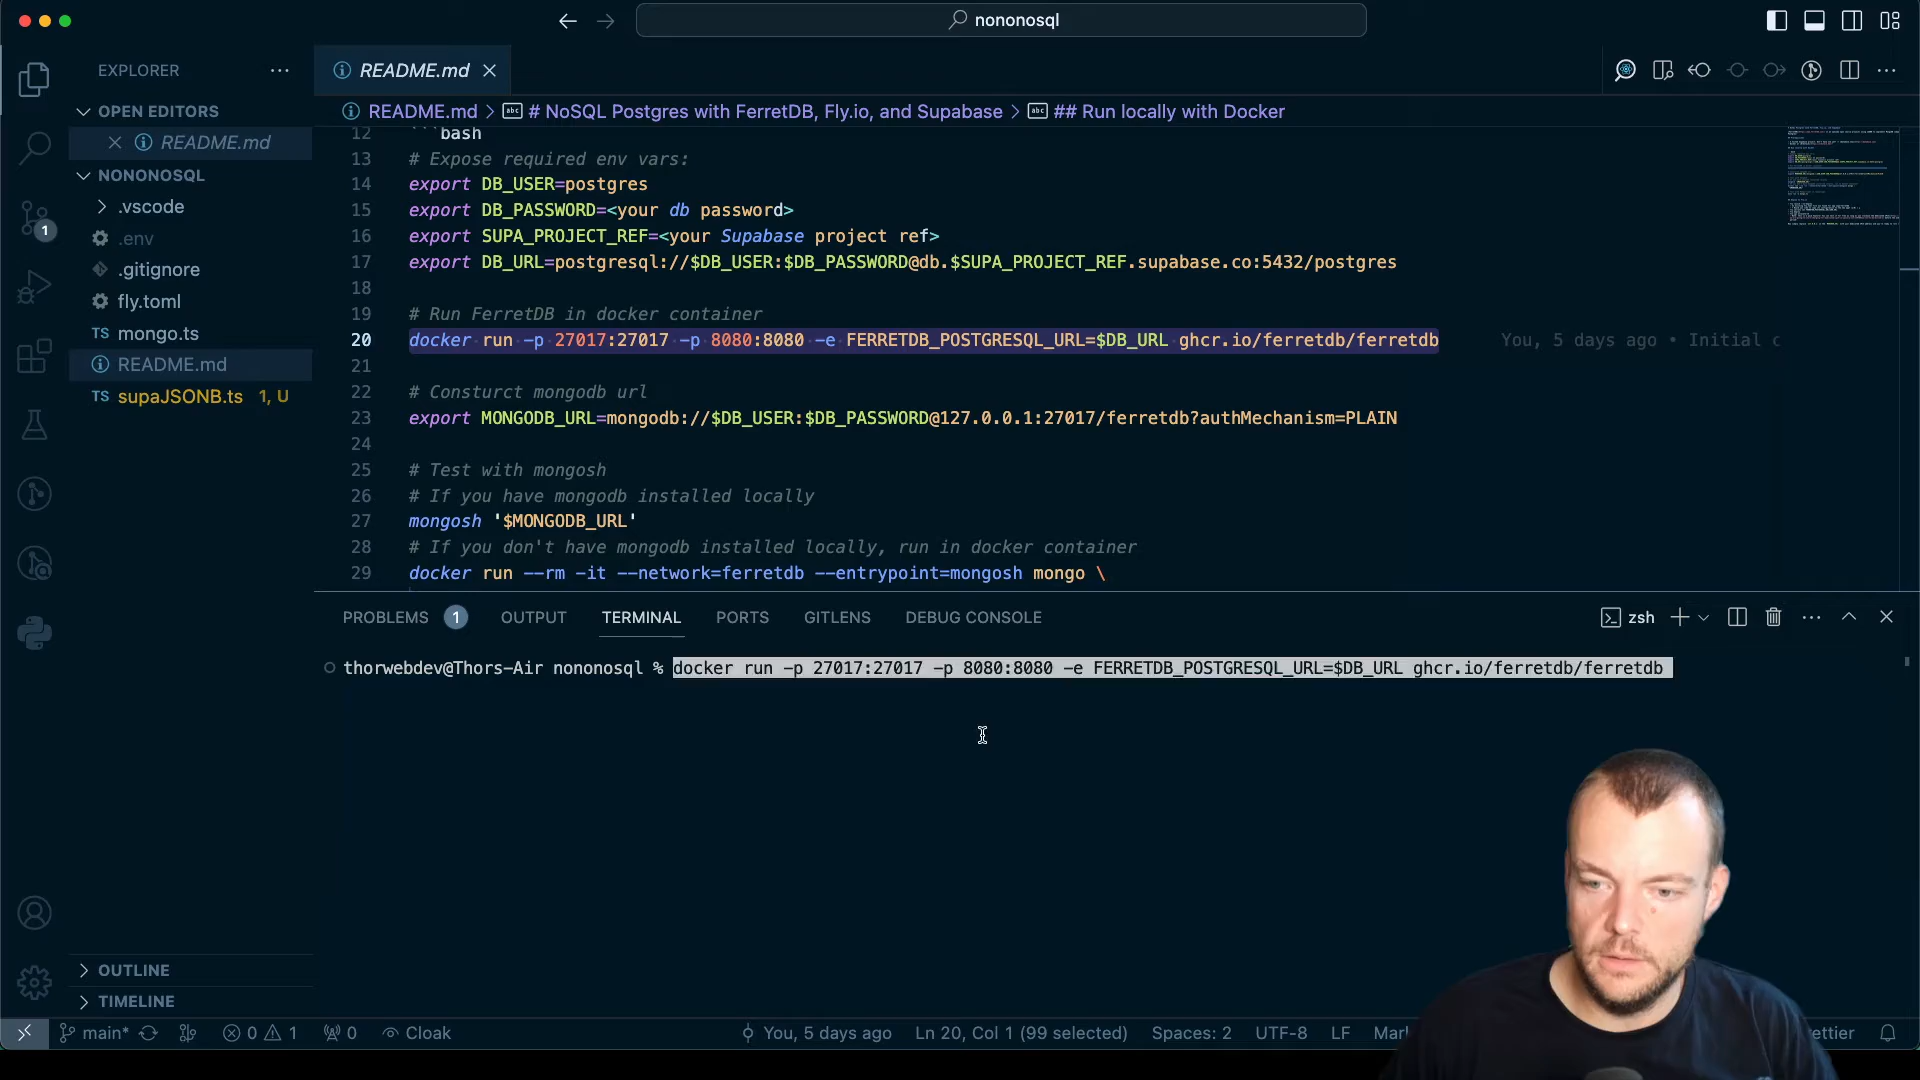 nononosql
EXPLORER
OPEN EDITORS
README.md
NONONOSQL
.vscode
.env
.gitignore
fly.toml
TS mongo.ts
README.md
TS supaJSONB.ts 1, U
OUTLINE
TIMELINE
1
README.md
README.md > # NoSQL Postgres with FerretDB, Fly.io, and Supabase > ## Run locally with Docker
12 ```bash
13 # Expose required env vars:
14 export DB_USER=postgres
15 export DB_PASSWORD=<your db password>
16 export SUPA_PROJECT_REF=<your Supabase project ref>
17 export DB_URL=postgresql://$DB_USER:$DB_PASSWORD@db.$SUPA_PROJECT_REF.supabase.co:5432/postgres
18
19 # Run FerretDB in docker container
20 docker run -p 27017:27017 -p 8080:8080 -e FERRETDB_POSTGRESQL_URL=$DB_URL ghcr.io/ferretdb/ferretdb You, 5 days ago • Initial c
21
22 # Consturct mongodb url
23 export MONGODB_URL=mongodb://$DB_USER:$DB_PASSWORD@127.0.0.1:27017/ferretdb?authMechanism=PLAIN
24
25 # Test with mongosh
26 # If you have mongodb installed locally
27 mongosh '$MONGODB_URL'
28 # If you don't have mongodb installed locally, run in docker container
29 docker run --rm -it --network=ferretdb --entrypoint=mongosh mongo \
PROBLEMS 1 OUTPUT TERMINAL PORTS GITLENS DEBUG CONSOLE zsh
thorwebdev@Thors-Air nononosql % docker run -p 27017:27017 -p 8080:8080 -e FERRETDB_POSTGRESQL_URL=$DB_URL ghcr.io/ferretdb/ferretdb
main* 0 1 0 Cloak You, 5 days ago Ln 20, Col 1 (99 selected) Spaces: 2 UTF-8 LF Mark ettier